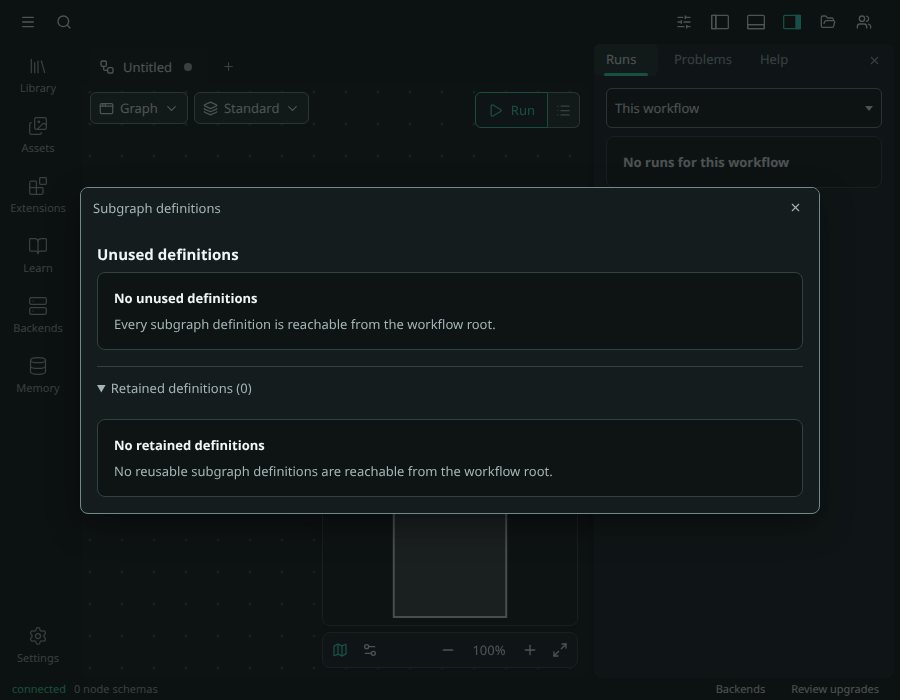 Library
Assets
Extensions
Learn
Backends
Memory
Settings
Untitled
Graph
Standard
Run
Runs
Problems
Help
This workflow
No runs for this workflow
Subgraph definitions
Unused definitions
No unused definitions
Every subgraph definition is reachable from the workflow root.
Retained definitions (0)
No retained definitions
No reusable subgraph definitions are reachable from the workflow root.
100%
connected
0 node schemas
Backends
Review upgrades